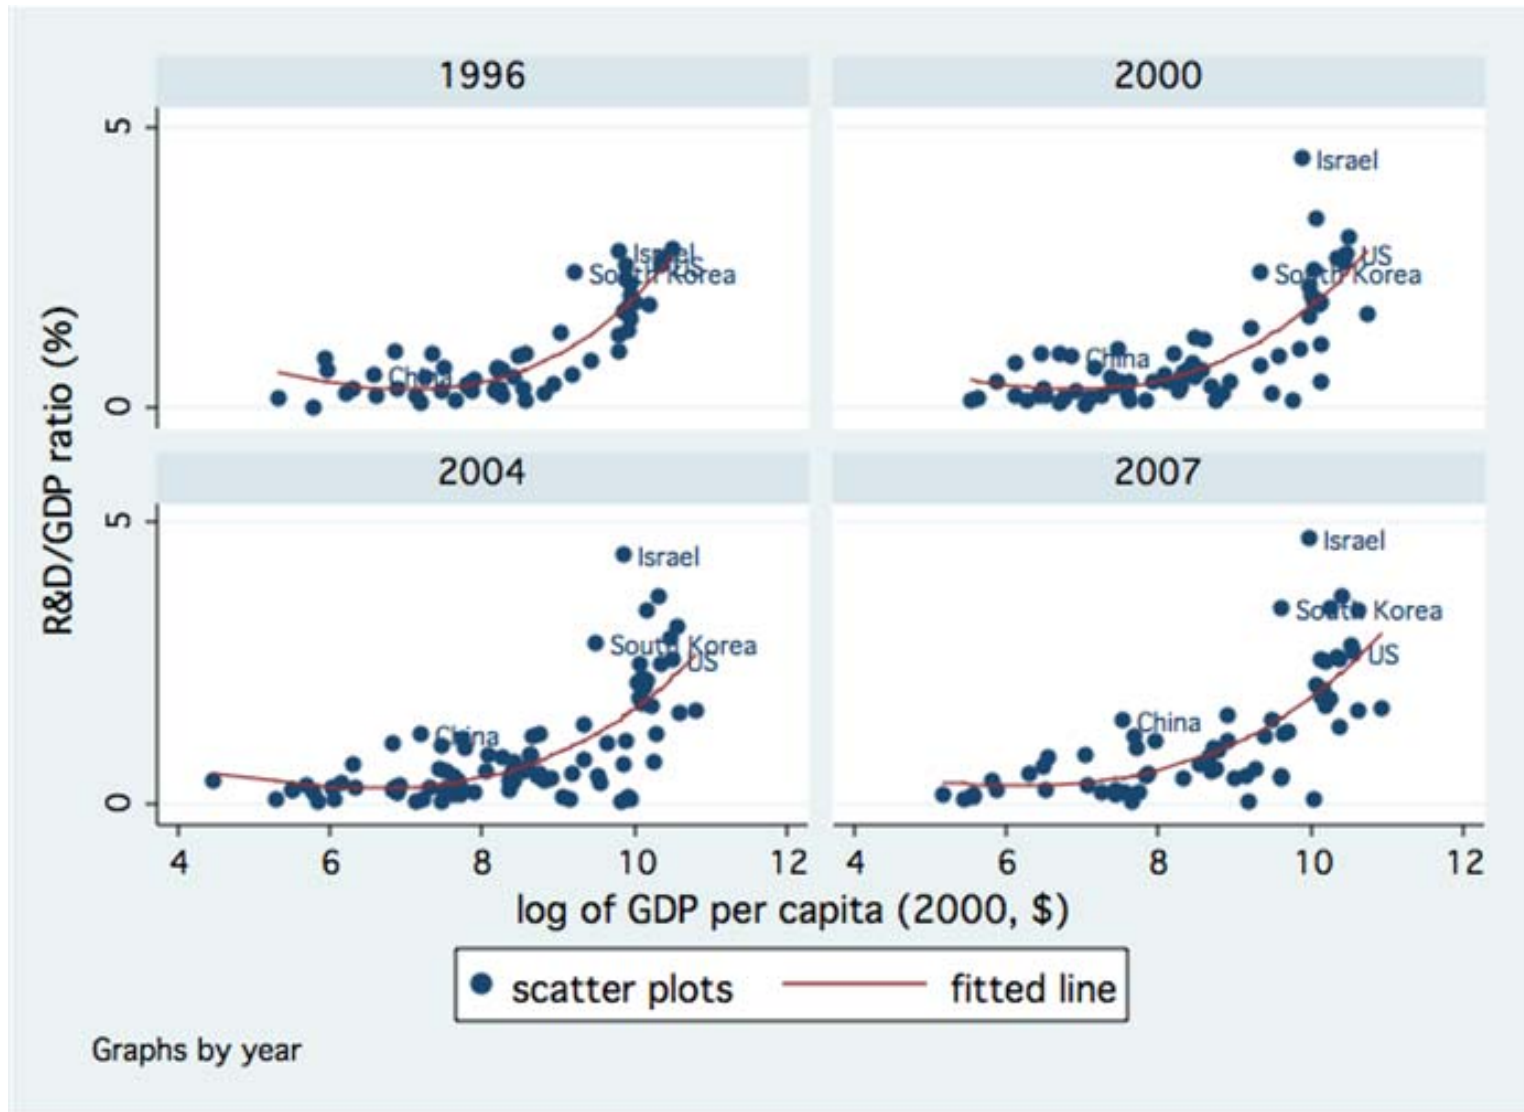 1996
2000
5
0
Israel
South Korea
US
China
Israel
US
South Korea
China
2004
2007
5
0
Israel
South Korea
US
China
Israel
South Korea
US
China
R&D/GDP ratio (%)
4 6 8 10 12
4 6 8 10 12
log of GDP per capita (2000, $)
scatter plots fitted line
Graphs by year